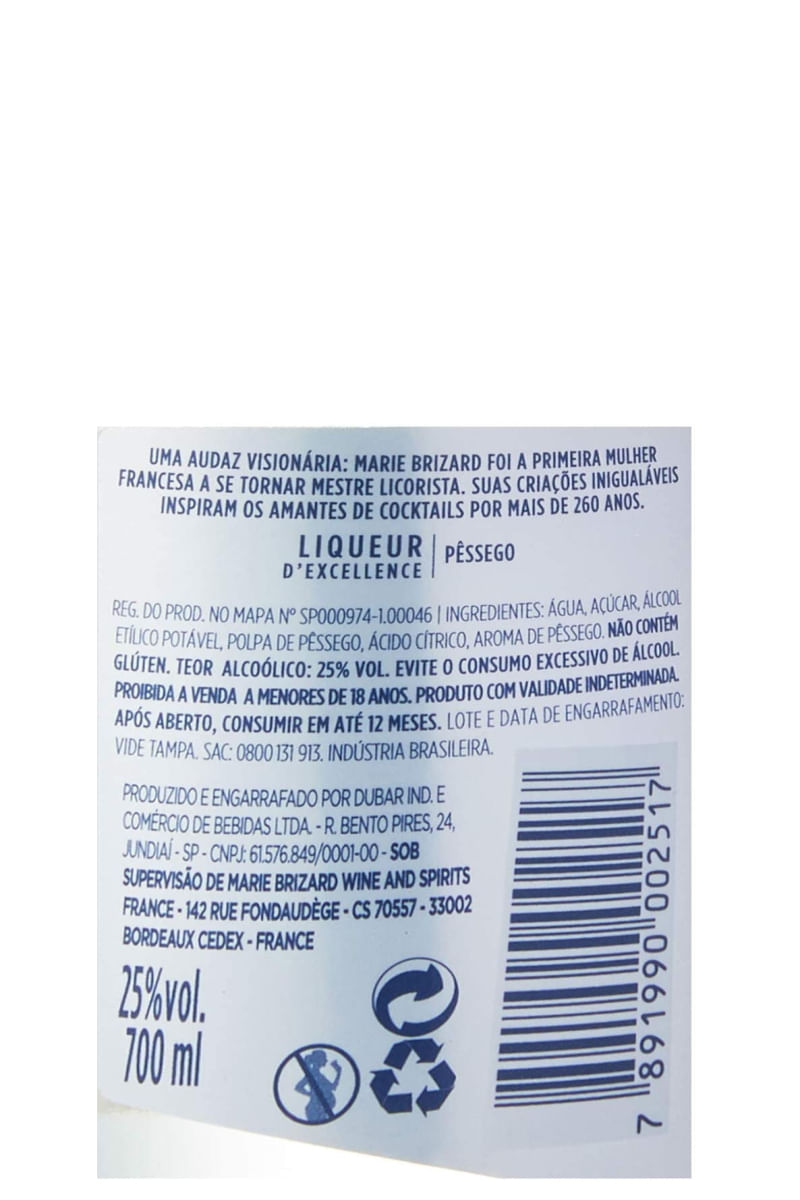 UMA AUDAZ VISIONÁRIA: MARIE BRIZARD FOI A PRIMEIRA MULHER
FRANCESA A SE TORNAR MESTRE LICORISTA. SUAS CRIAÇÕES INIGUALÁVEIS
INSPIRAM OS AMANTES DE COCKTAILS POR MAIS DE 260 ANOS.
LIQUEUR
D'EXCELLENCE
PÊSSEGO
REG. DO PROD. NO MAPA Nº SP000974-1.00046 | INGREDIENTES: ÁGUA, AÇÚCAR, ÁLCOOL
ETÍLICO POTÁVEL, POLPA DE PÊSSEGO, ÁCIDO CÍTRICO, AROMA DE PÊSSEGO. NÃO CONTÉM
GLÚTEN. TEOR ALCOÓLICO: 25% VOL. EVITE O CONSUMO EXCESSIVO DE ÁLCOOL.
PROIBIDA A VENDA A MENORES DE 18 ANOS. PRODUTO COM VALIDADE INDETERMINADA.
APÓS ABERTO, CONSUMIR EM ATÉ 12 MESES. LOTE E DATA DE ENGARRAFAMENTO:
VIDE TAMPA. SAC: 0800 131 913. INDÚSTRIA BRASILEIRA.
PRODUZIDO E ENGARRAFADO POR DUBAR IND. E
COMÉRCIO DE BEBIDAS LTDA. - R. BENTO PIRES, 24,
JUNDIAÍ - SP - CNPJ: 61.576.849/0001-00 - SOB
SUPERVISÃO DE MARIE BRIZARD WINE AND SPIRITS
FRANCE - 142 RUE FONDAUDÈGE - CS 70557 - 33002
BORDEAUX CEDEX - FRANCE
25%vol.
700 ml
7 891990 002517